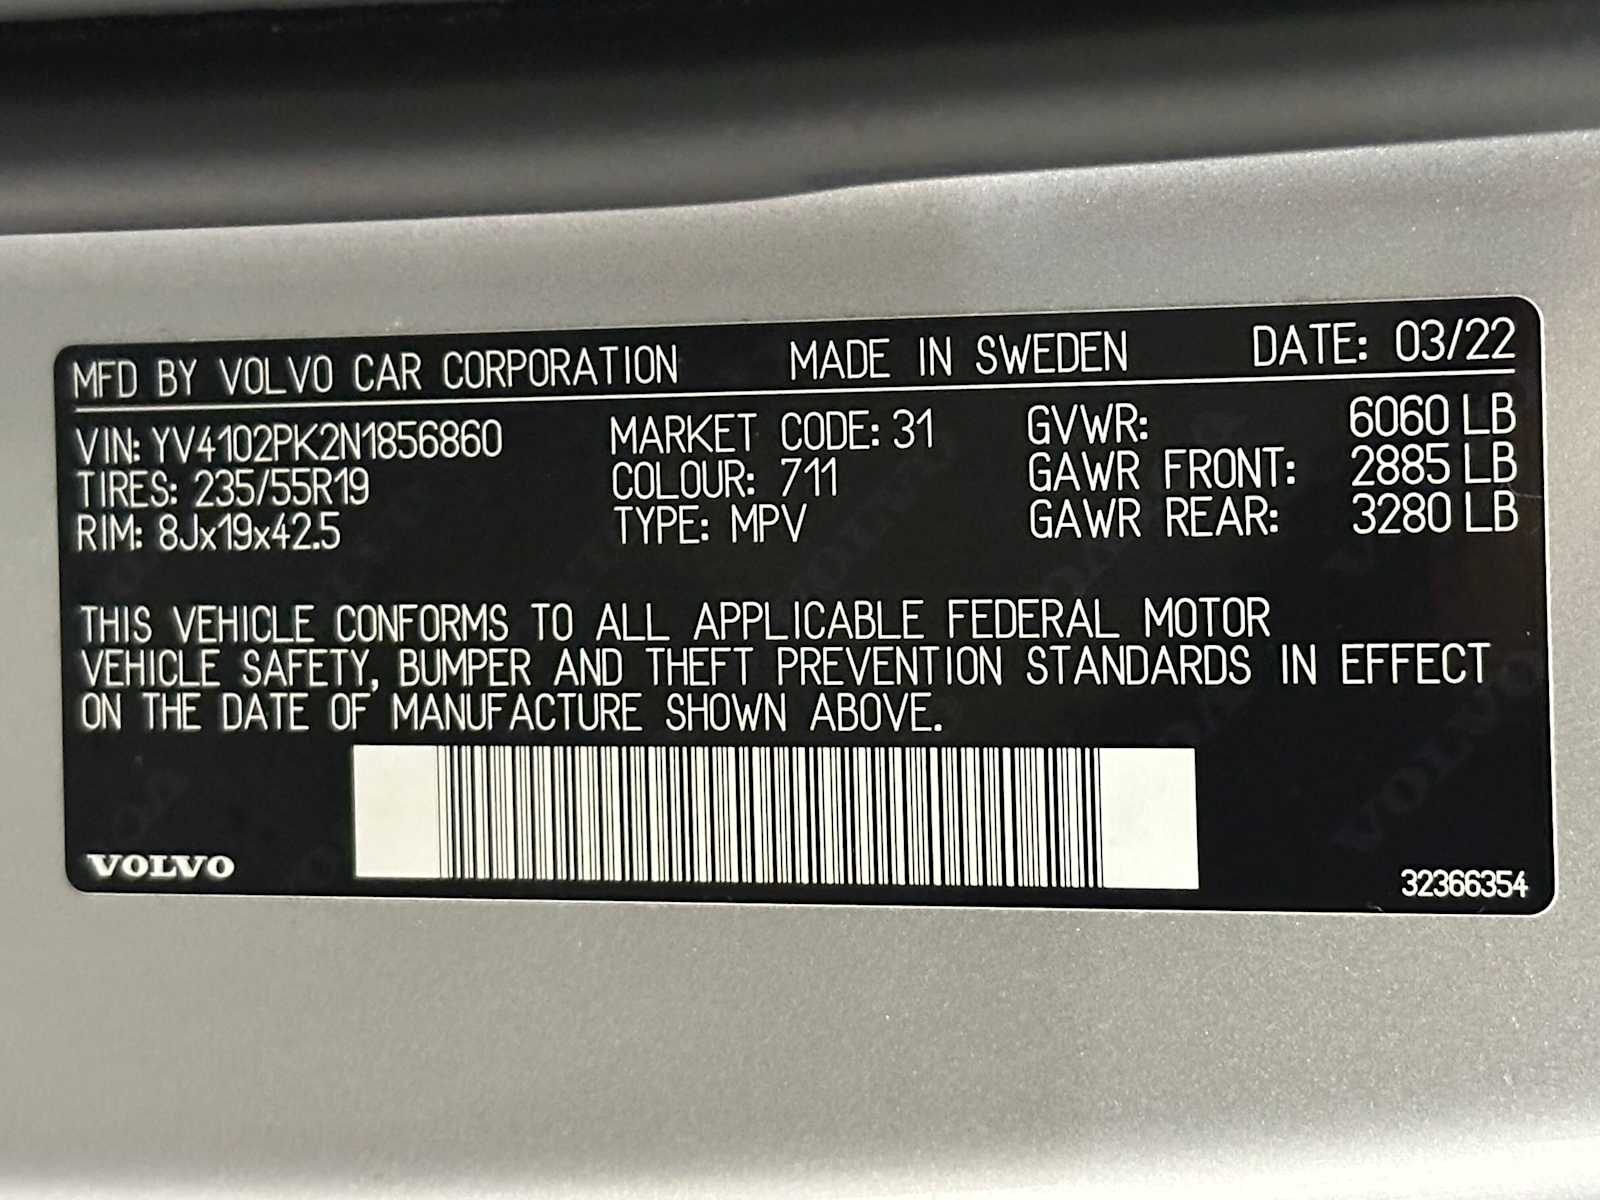 MFD BY VOLVO CAR CORPORATION MADE IN SWEDEN DATE: 03/22
VIN: YV4102PK2N1856860 MARKET CODE: 31 GVWR: 6060 LB
TIRES: 235/55R19 COLOUR: 711 GAWR FRONT: 2885 LB
RIM: 8Jx19x42.5 TYPE: MPV GAWR REAR: 3280 LB
THIS VEHICLE CONFORMS TO ALL APPLICABLE FEDERAL MOTOR
VEHICLE SAFETY, BUMPER AND THEFT PREVENTION STANDARDS IN EFFECT
ON THE DATE OF MANUFACTURE SHOWN ABOVE.
VOLVO
32366354